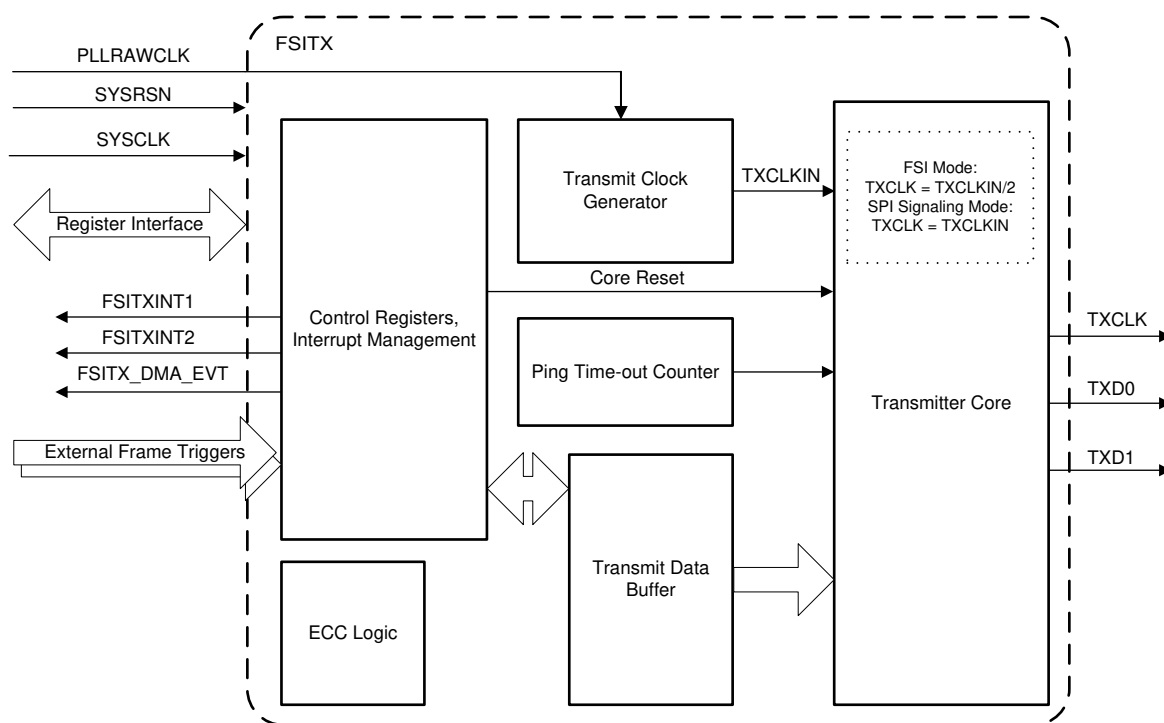 FSITX
PLLRAWCLK
SYSRSN
SYSCLK
Register Interface
FSITXINT1
FSITXINT2
FSITX_DMA_EVT
External Frame Triggers
Control Registers,
Interrupt Management
ECC Logic
Transmit Clock
Generator
TXCLKIN
Core Reset
Ping Time-out Counter
Transmit Data
Buffer
FSI Mode:
TXCLK = TXCLKIN/2
SPI Signaling Mode:
TXCLK = TXCLKIN
Transmitter Core
TXCLK
TXD0
TXD1